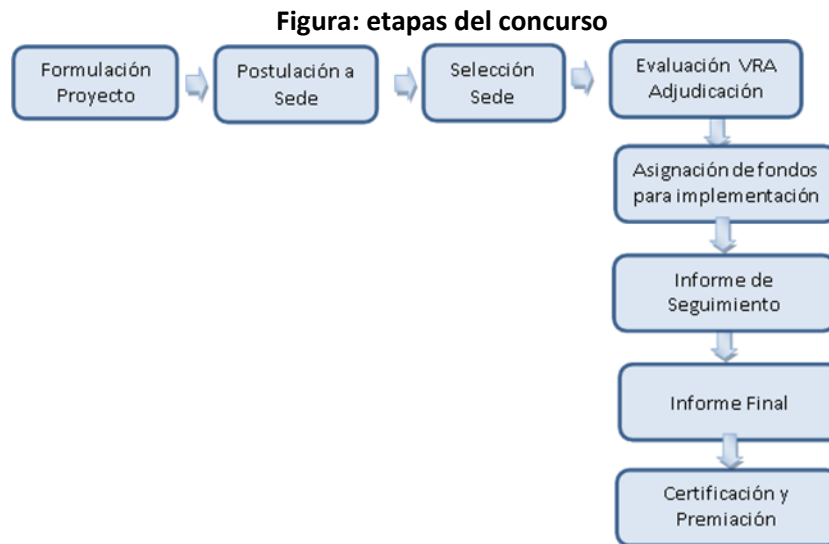 Figura: etapas del concurso
Formulación
Proyecto
Postulación a
Sede
Selección
Sede
Evaluación VRA
Adjudicación
Asignación de fondos
para implementación
Informe de
Seguimiento
Informe Final
Certificación y
Premiación